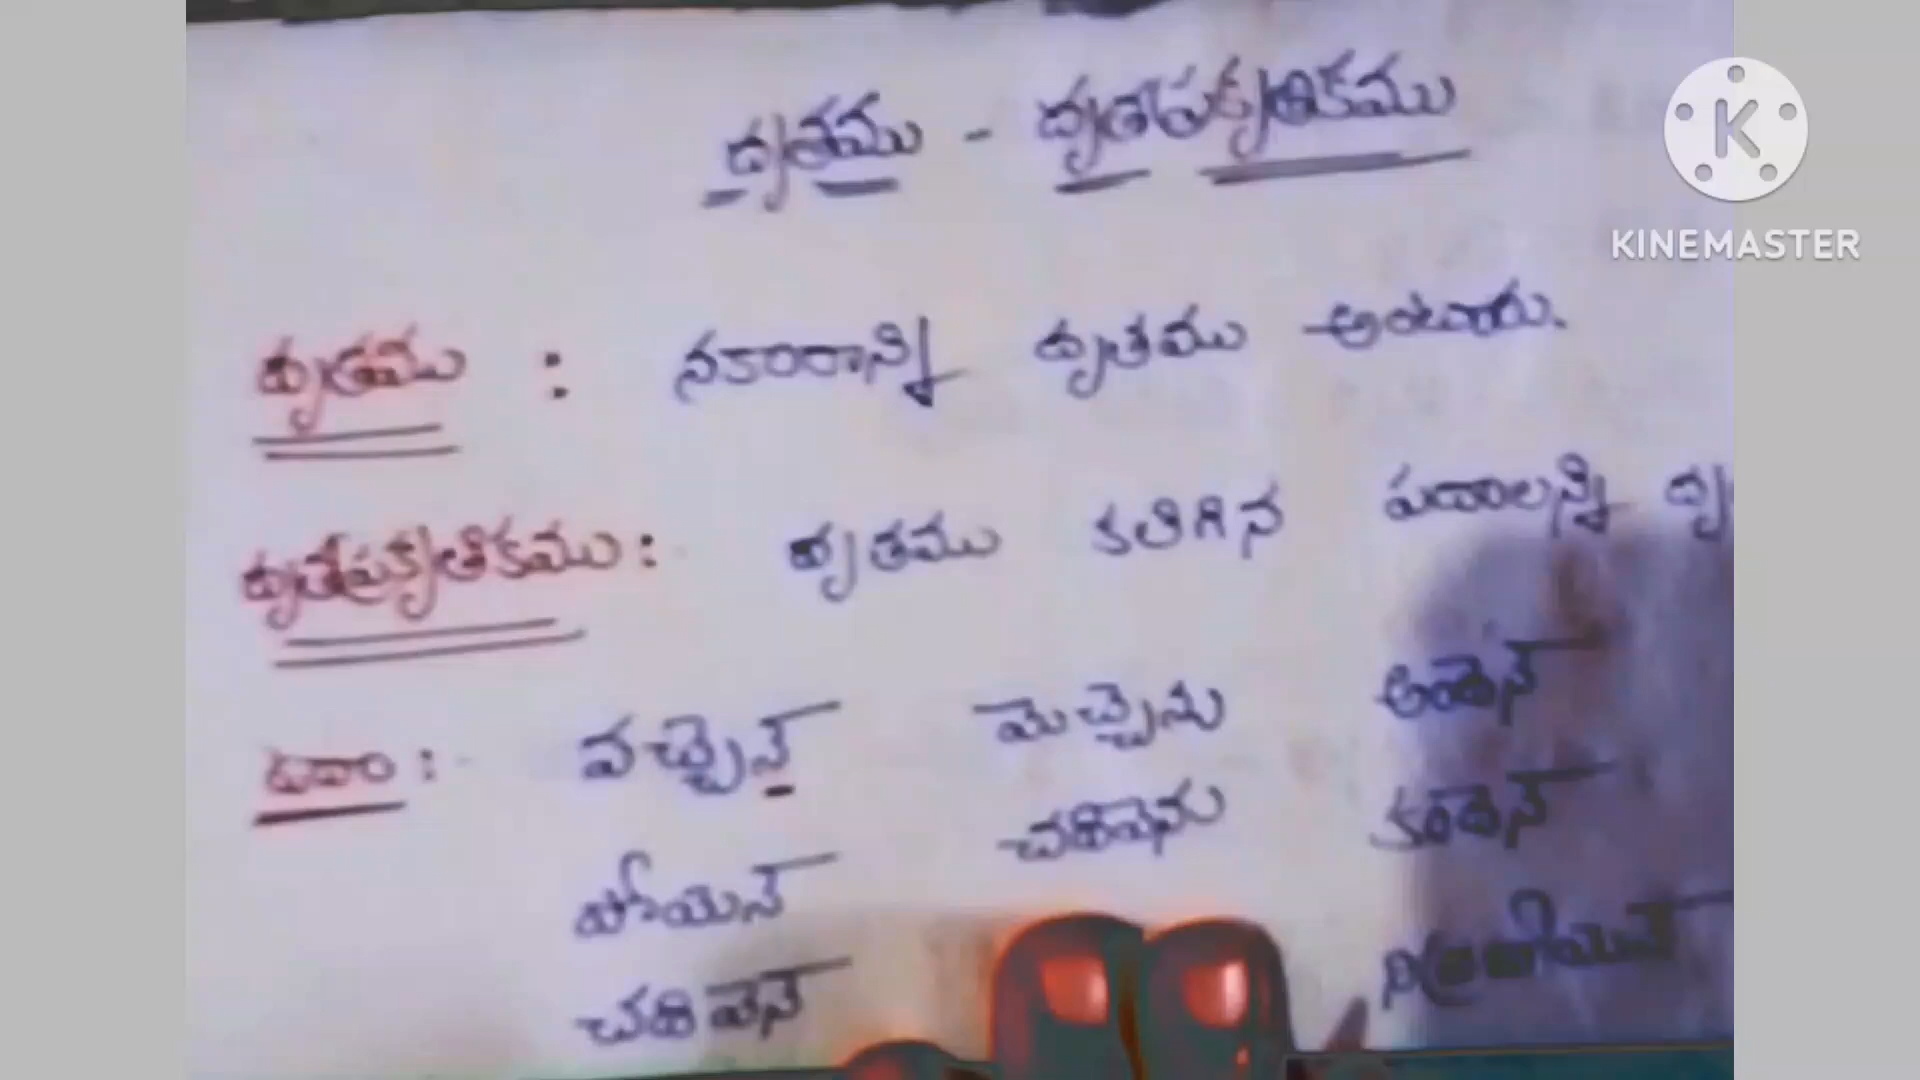 ద్రుతము - ద్రుతప్రకృతికము
KINEMASTER
ద్రుతము : నకారాన్ని ద్రుతము అంటారు.
ద్రుతప్రకృతికము : ద్రుతము కలిగిన పదాలన్ని
ఉదా : - వచ్చెన్ మెచ్చెను అండెన్
పోయెన్ చదివెను కుండెన్
చదివెన్